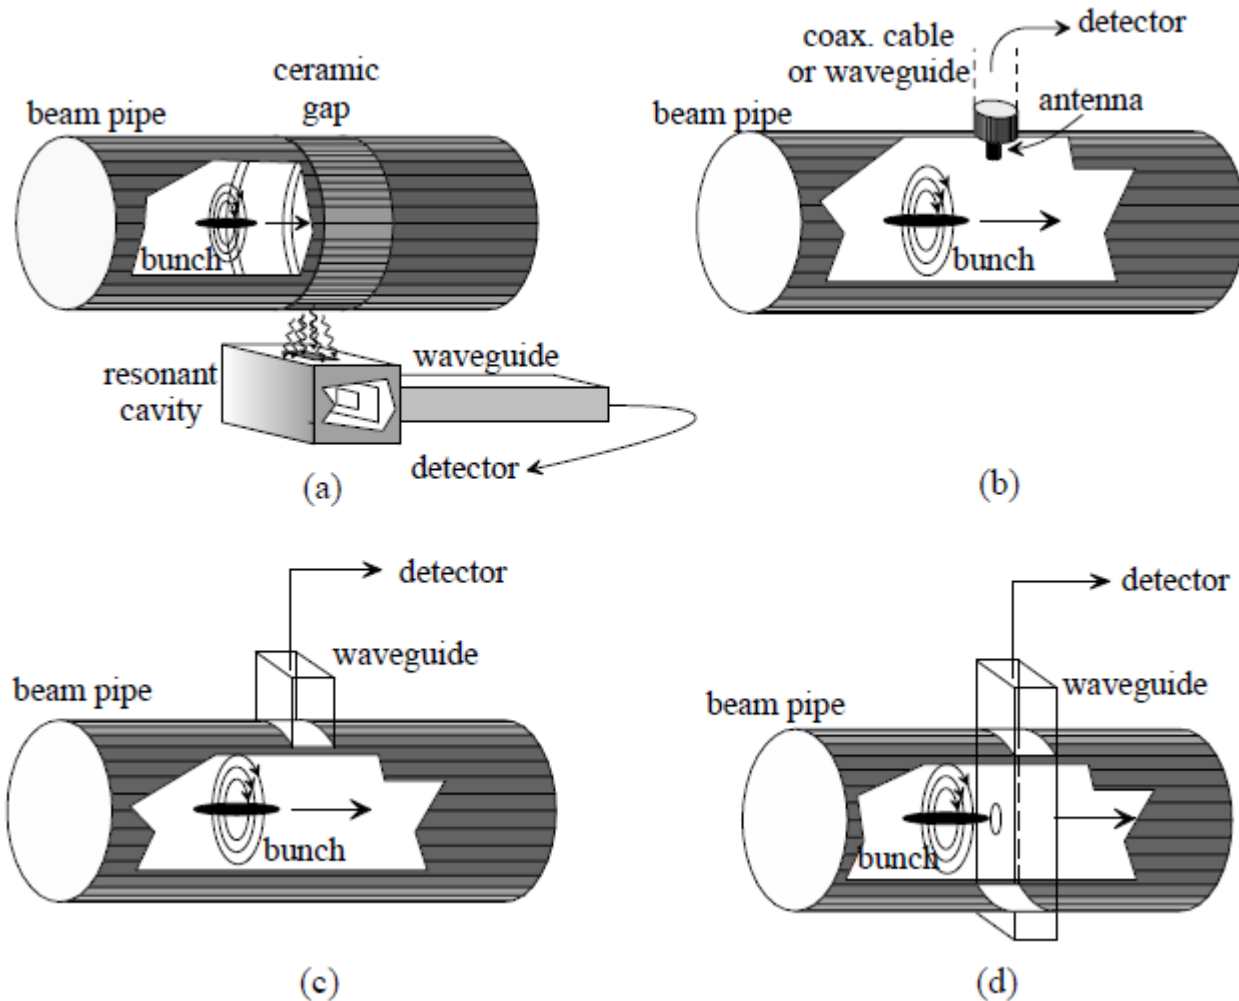 ceramic
gap
beam pipe
bunch
resonant
cavity
waveguide
detector
(a)
coax. cable
or waveguide
detector
antenna
beam pipe
bunch
(b)
detector
waveguide
beam pipe
bunch
(c)
detector
waveguide
beam pipe
bunch
(d)